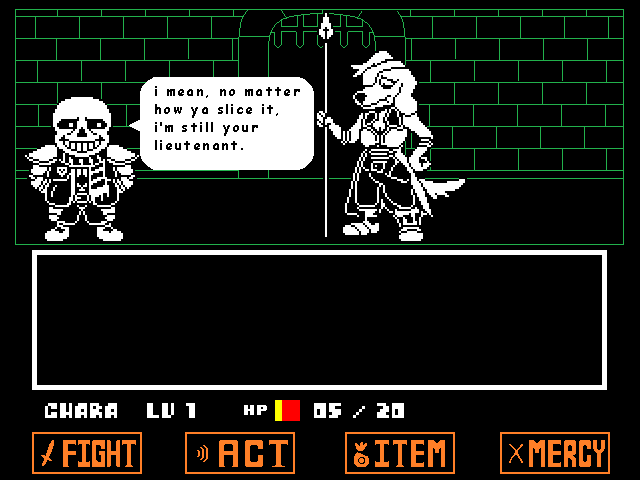 i mean, no matter
how ya slice it,
i'm still your
lieutenant.
CHARA LV 1 HP 05 / 20
FIGHT ACT ITEM MERCY